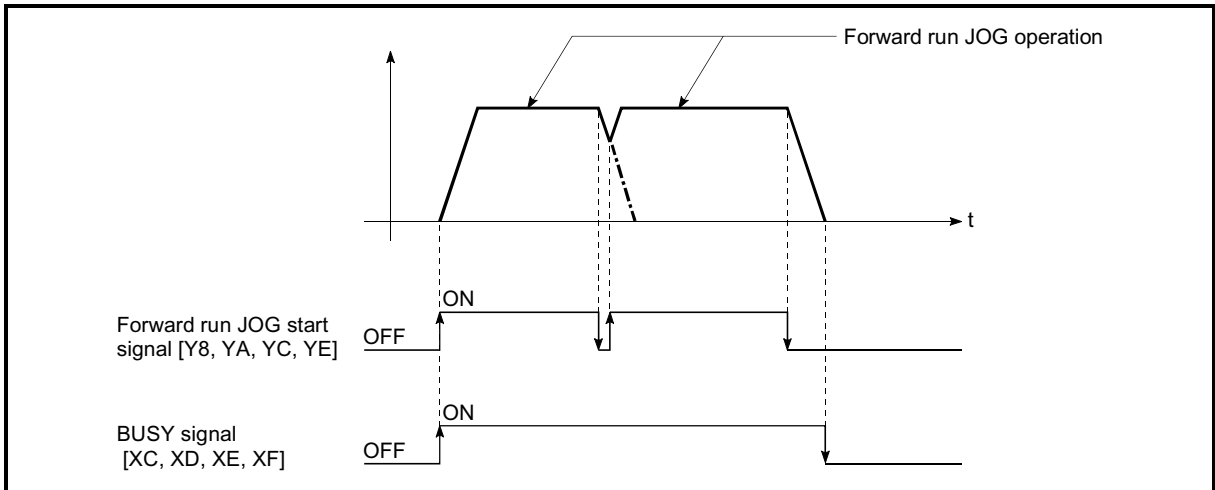 Forward run JOG operation
t
ON
Forward run JOG start
signal [Y8, YA, YC, YE]
OFF
ON
BUSY signal
[XC, XD, XE, XF]
OFF